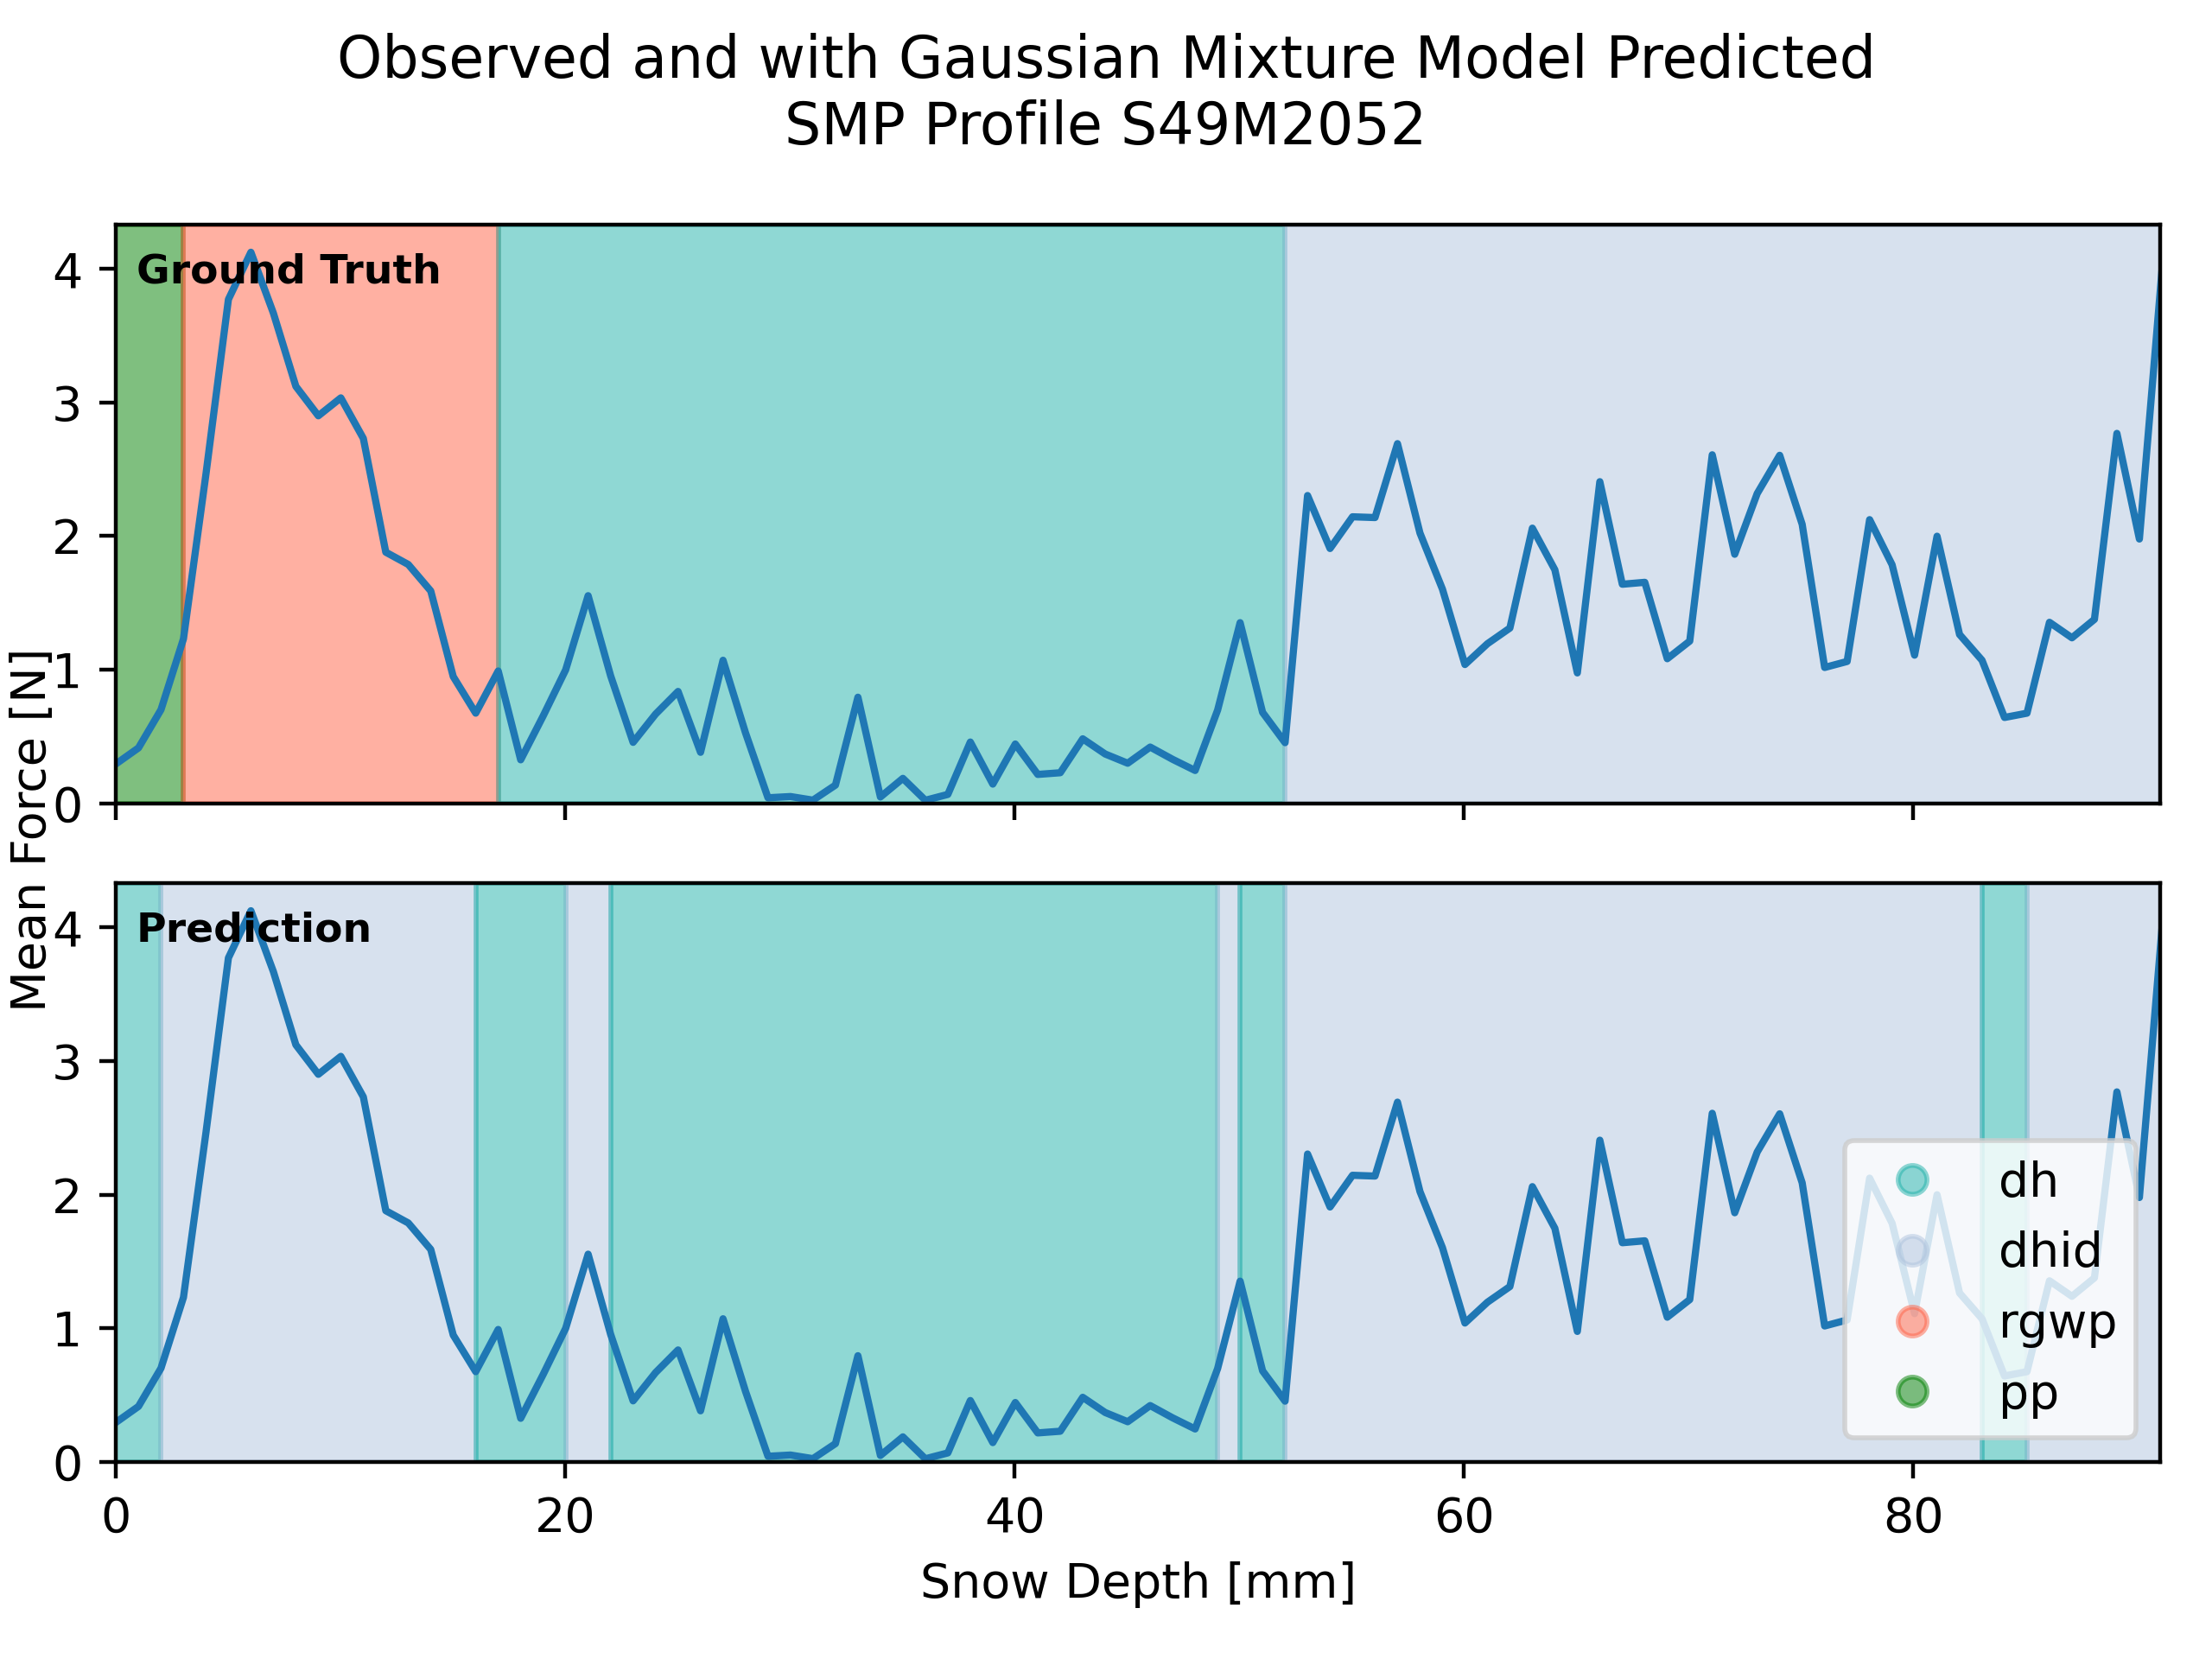 Observed and with Gaussian Mixture Model Predicted
SMP Profile S49M2052
Ground Truth
4
3
2
1
0
Mean Force [N]
Prediction
4
3
2
1
0
dh
dhid
rgwp
pp
0 20 40 60 80
Snow Depth [mm]